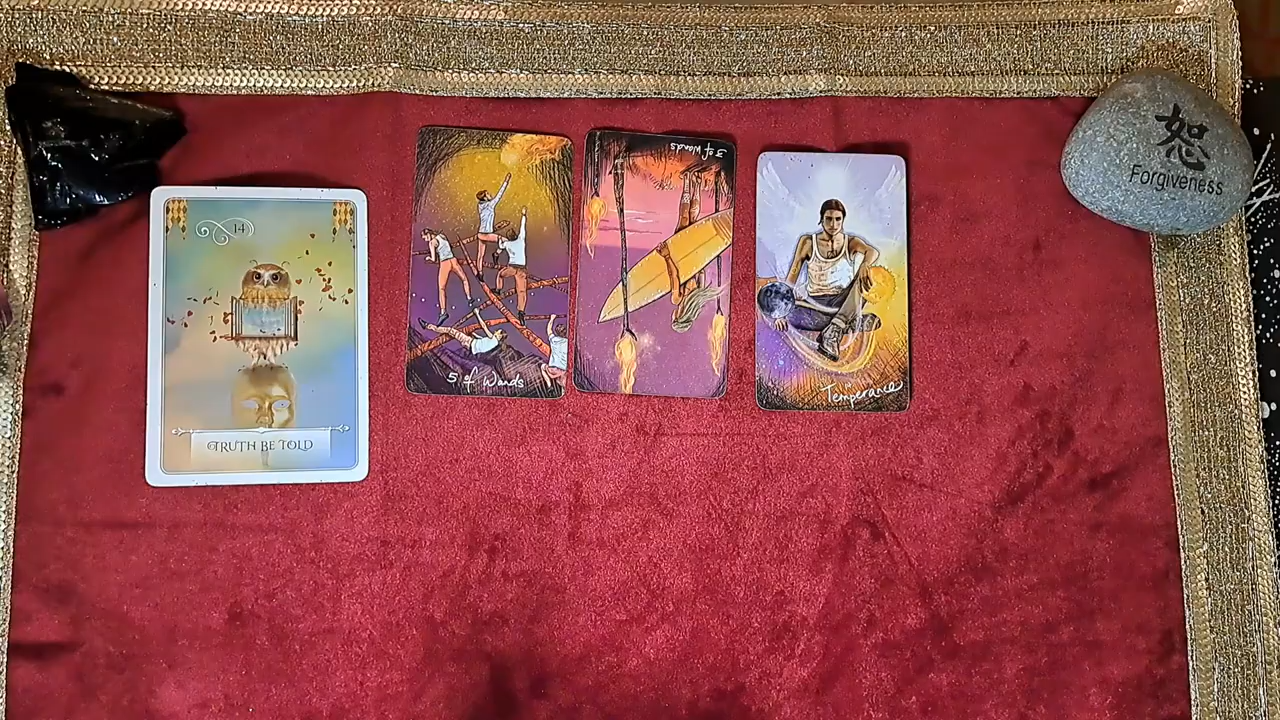 14
TRUTH BE TOLD
5 of Wands
3 of Wands
Temperance
恕
Forgiveness